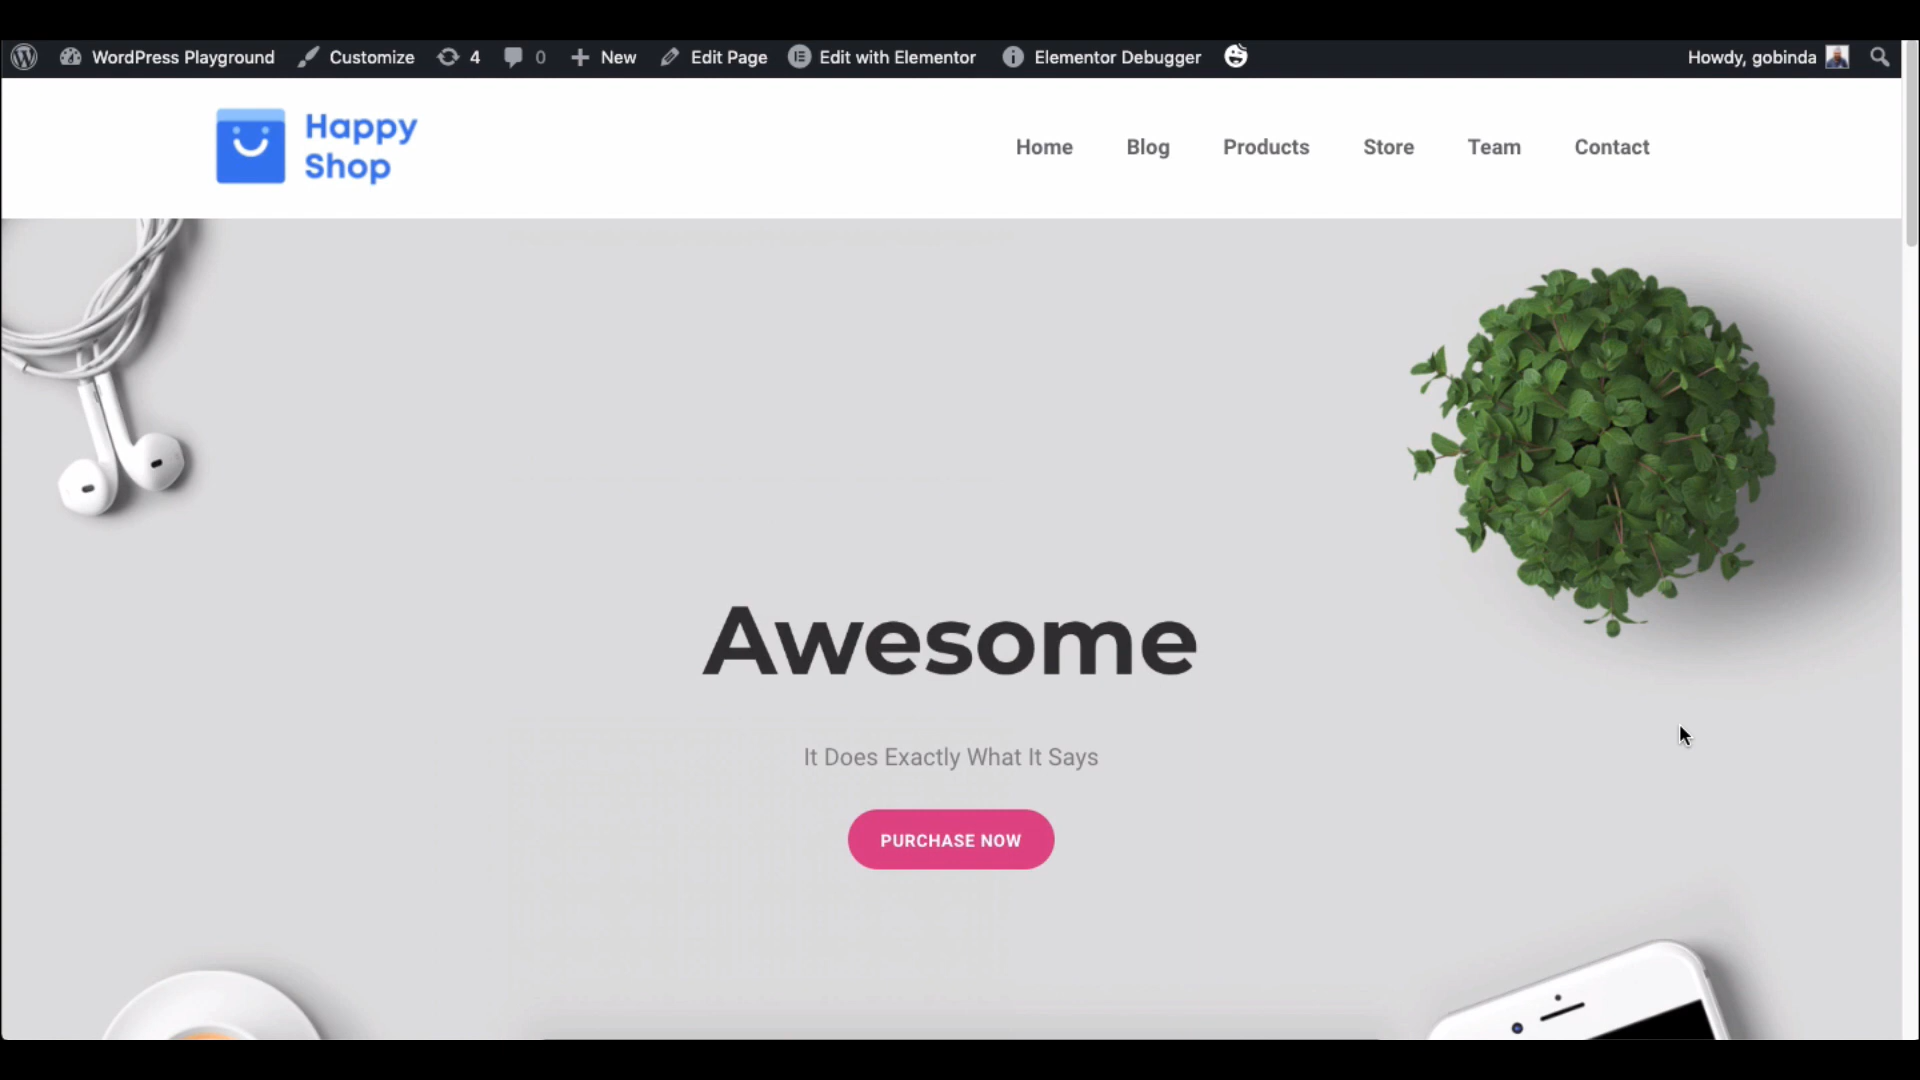 WordPress Playground Customize 4 0 New Edit Page Edit with Elementor Elementor Debugger Howdy, gobinda
Happy
Shop
Home Blog Products Store Team Contact
Awesome
It Does Exactly What It Says
PURCHASE NOW